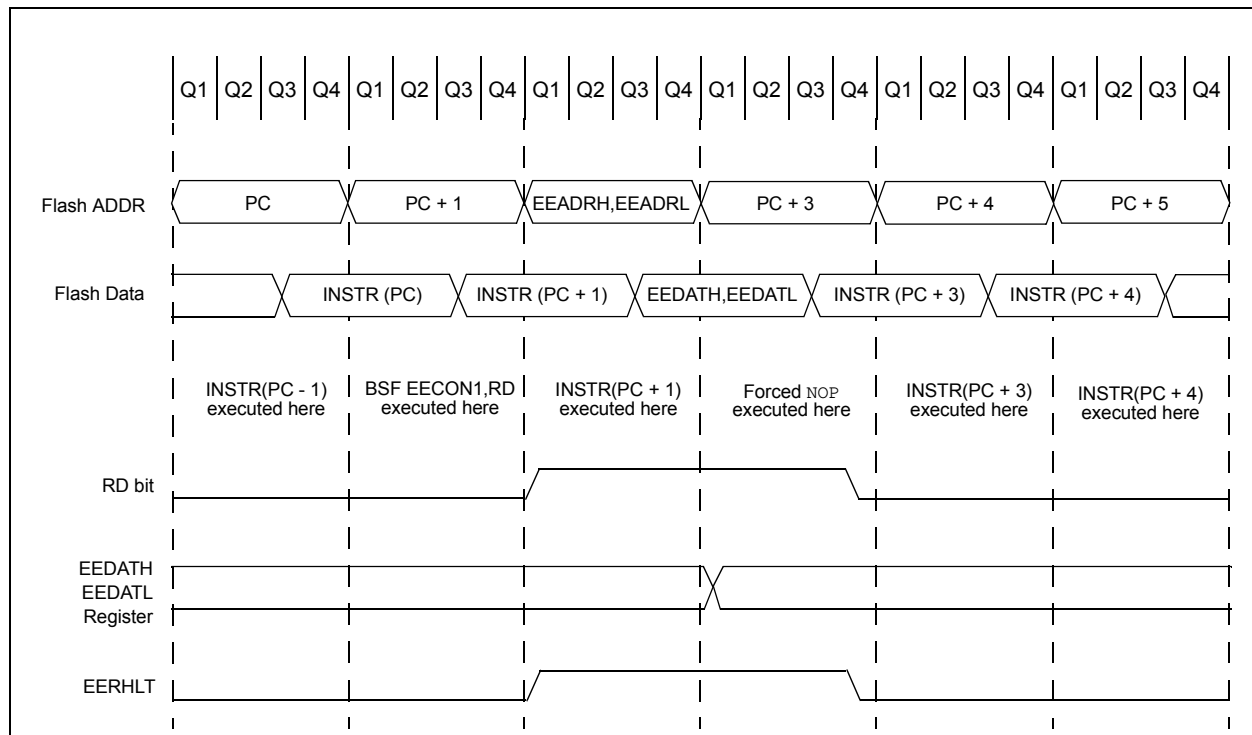 Q1 Q2 Q3 Q4 Q1 Q2 Q3 Q4 Q1 Q2 Q3 Q4 Q1 Q2 Q3 Q4 Q1 Q2 Q3 Q4 Q1 Q2 Q3 Q4
Flash ADDR PC PC + 1 EEADRH,EEADRL PC + 3 PC + 4 PC + 5
Flash Data INSTR (PC) INSTR (PC + 1) EEDATH,EEDATL INSTR (PC + 3) INSTR (PC + 4)
INSTR(PC - 1)
executed here
BSF EECON1,RD
executed here
INSTR(PC + 1)
executed here
Forced NOP
executed here
INSTR(PC + 3)
executed here
INSTR(PC + 4)
executed here
RD bit
EEDATH
EEDATL
Register
EERHLT